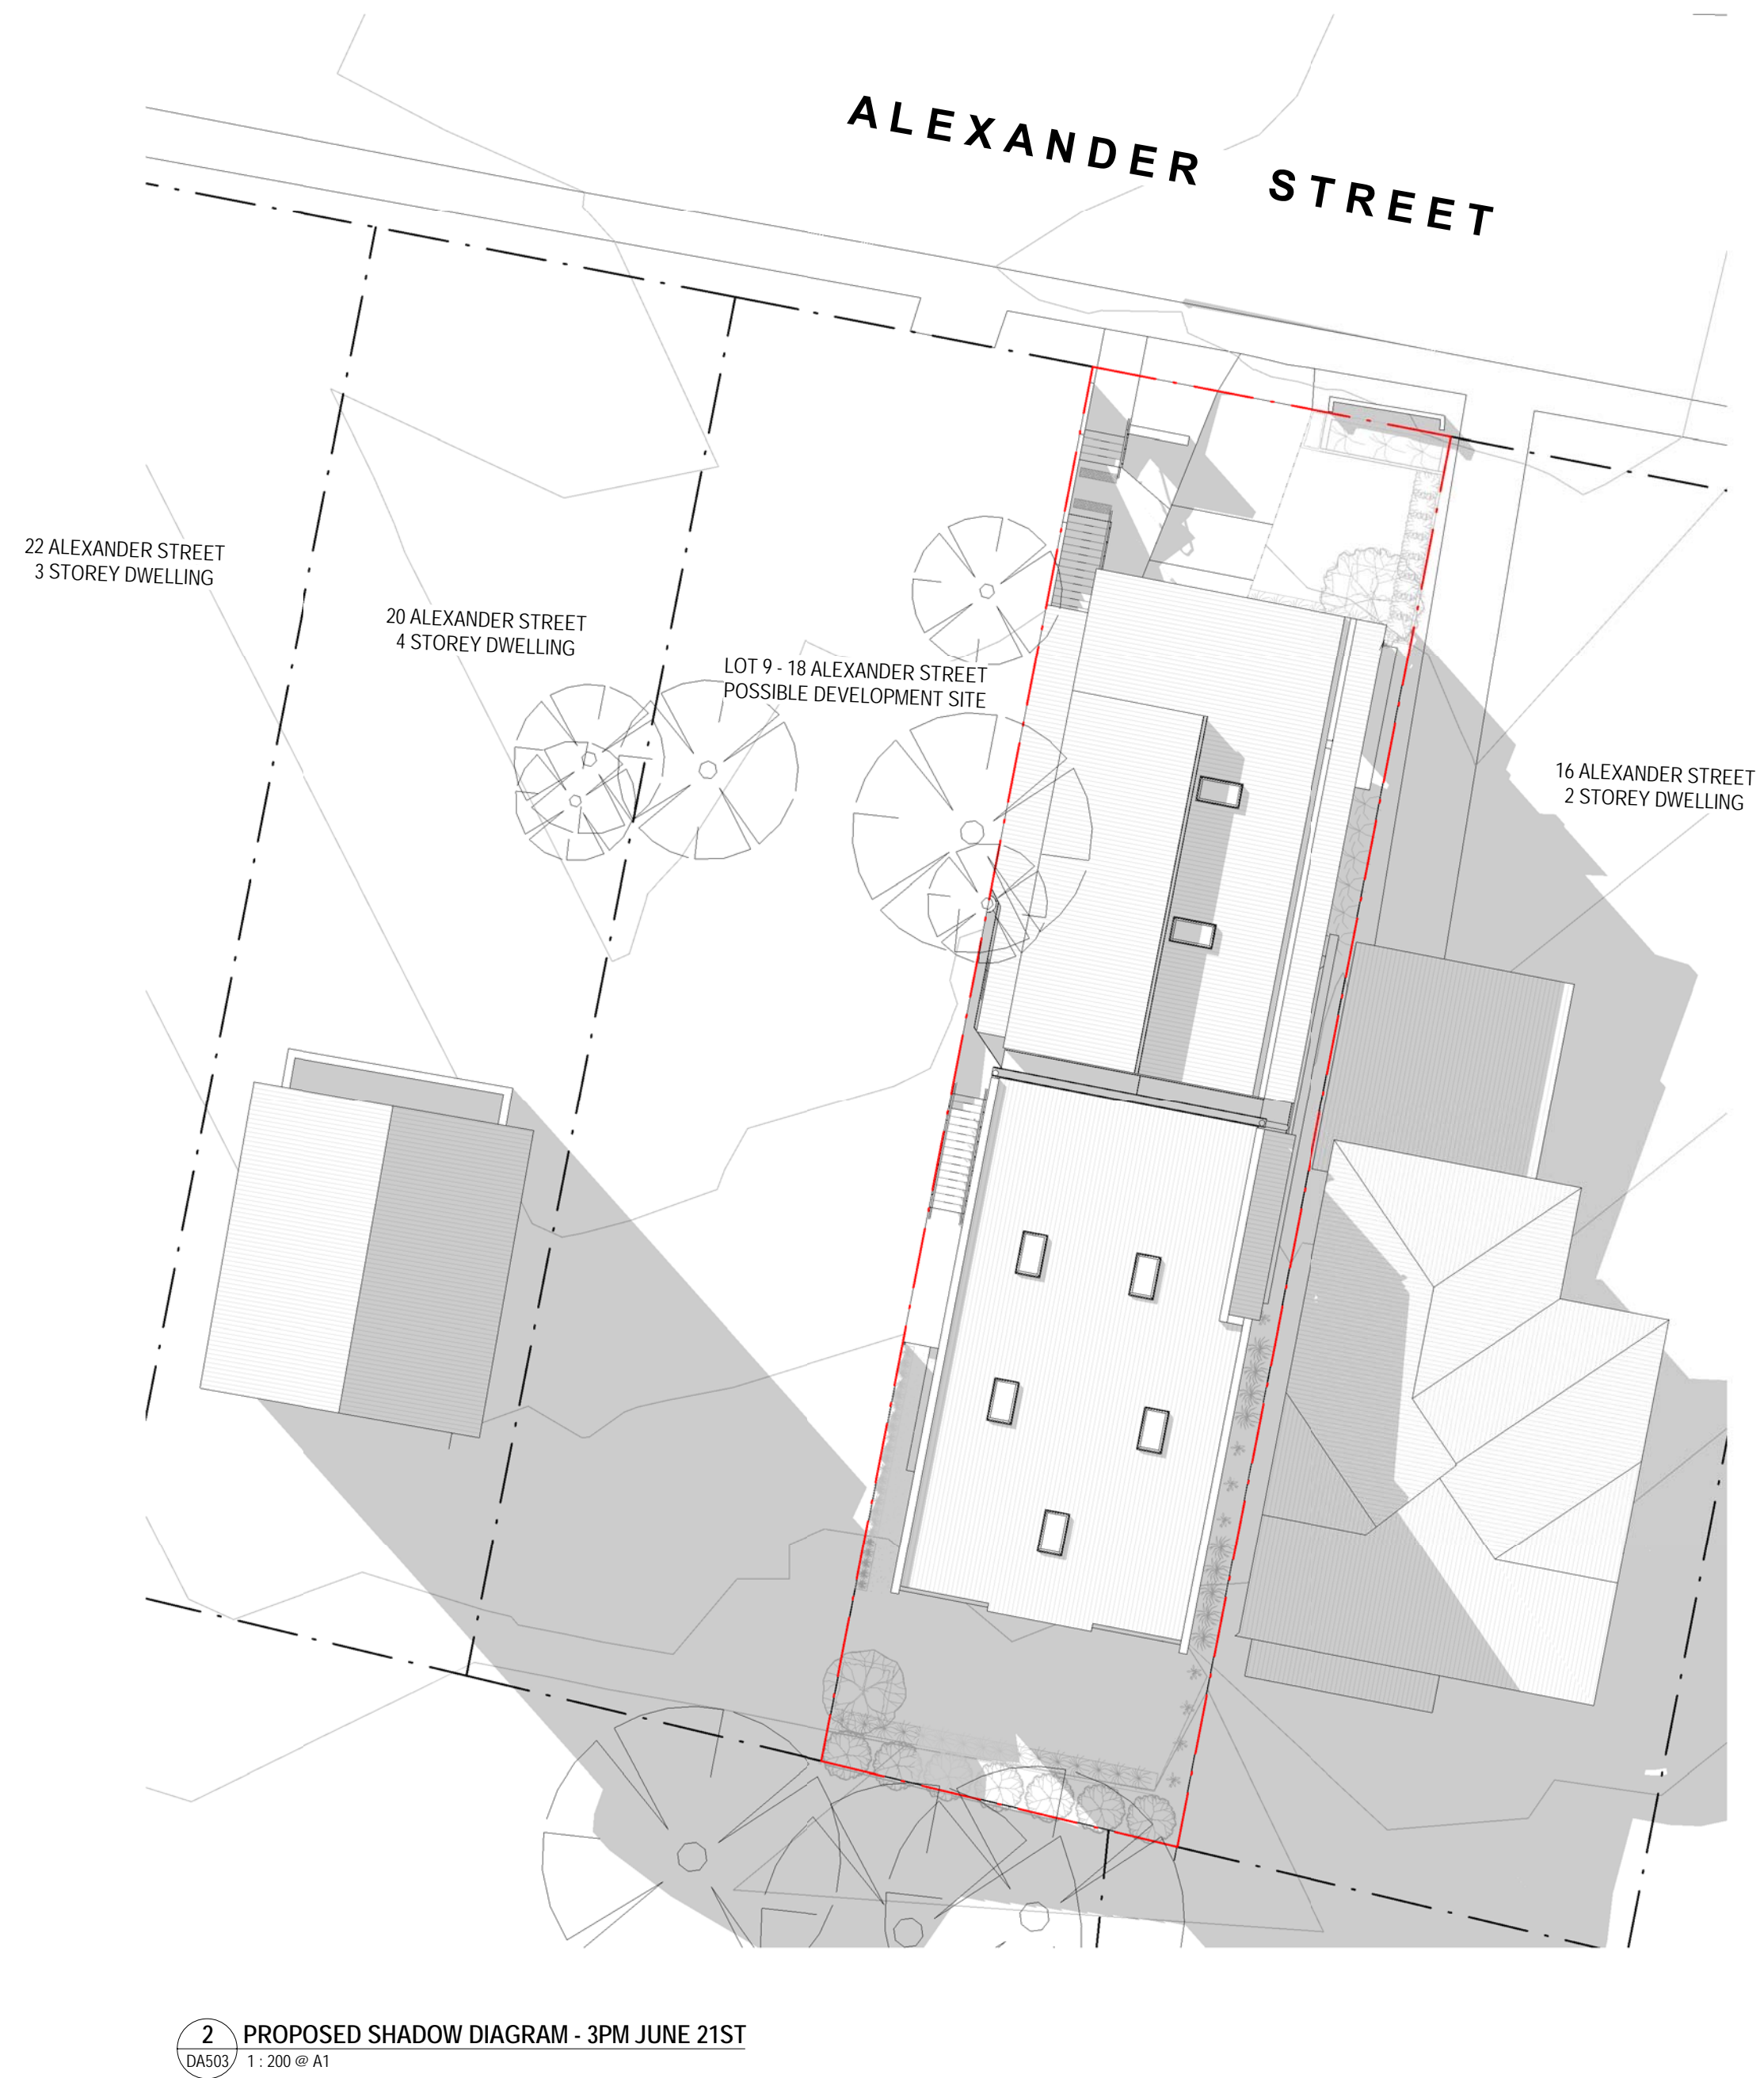 ALEXANDER STREET
22 ALEXANDER STREET
3 STOREY DWELLING
20 ALEXANDER STREET
4 STOREY DWELLING
LOT 9 - 18 ALEXANDER STREET
POSSIBLE DEVELOPMENT SITE
16 ALEXANDER STREET
2 STOREY DWELLING
2 PROPOSED SHADOW DIAGRAM - 3PM JUNE 21ST
DA503 1 : 200 @ A1